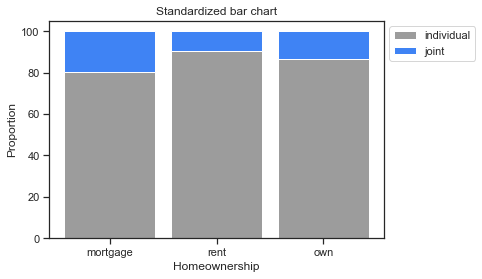 Standardized bar chart
individual
joint
100
80
60
40
20
0
Proportion
mortgage rent own
Homeownership